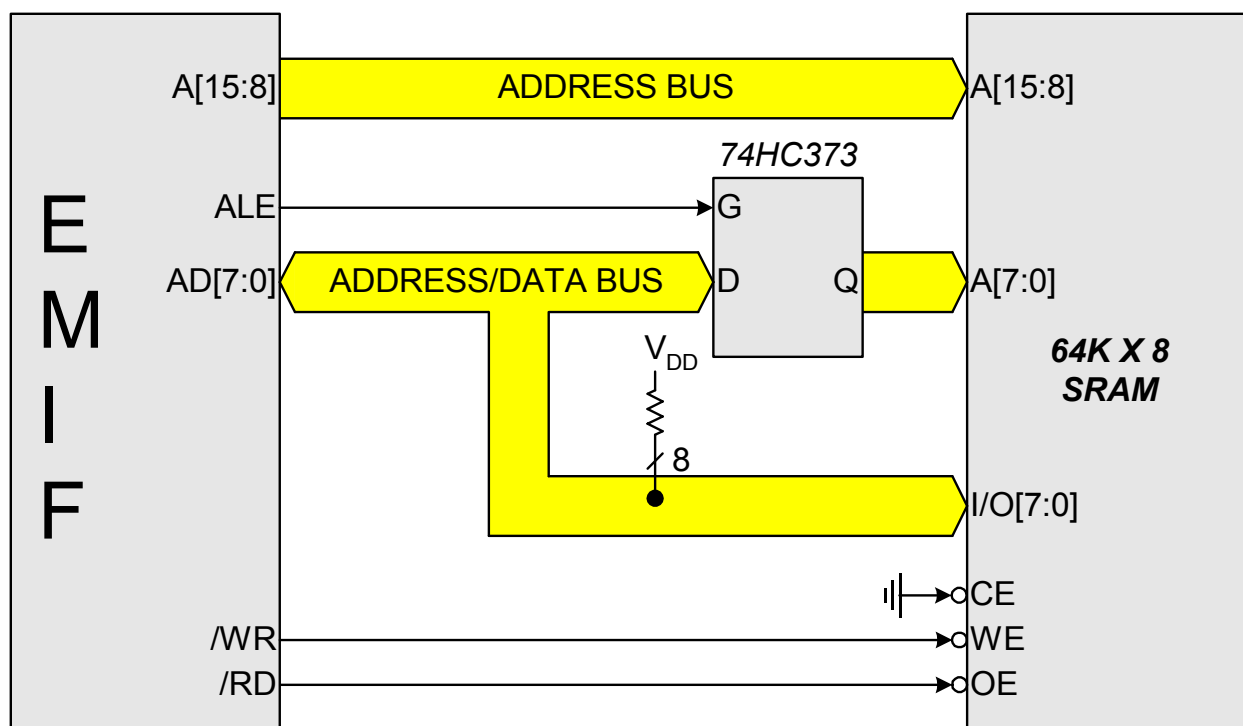 A[15:8] ADDRESS BUS A[15:8]
74HC373
ALE G
AD[7:0] ADDRESS/DATA BUS D Q A[7:0]
E
M
I
F
VDD
8
64K X 8
SRAM
I/O[7:0]
CE
/WR WE
/RD OE